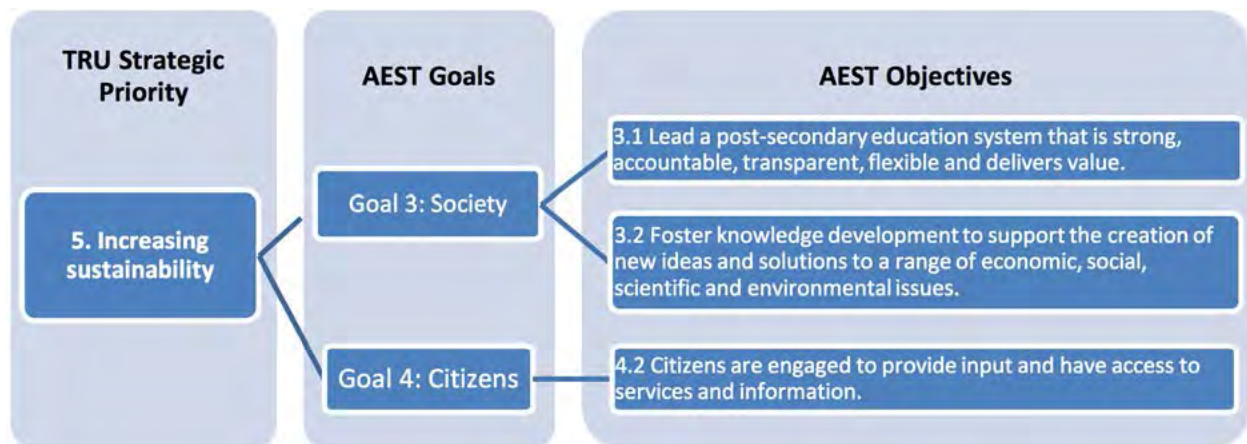 TRU Strategic
Priority
AEST Goals
AEST Objectives
5. Increasing
sustainability
Goal 3: Society
3.1 Lead a post-secondary education system that is strong,
accountable, transparent, flexible and delivers value.
3.2 Foster knowledge development to support the creation of
new ideas and solutions to a range of economic, social,
scientific and environmental issues.
Goal 4: Citizens
4.2 Citizens are engaged to provide input and have access to
services and information.